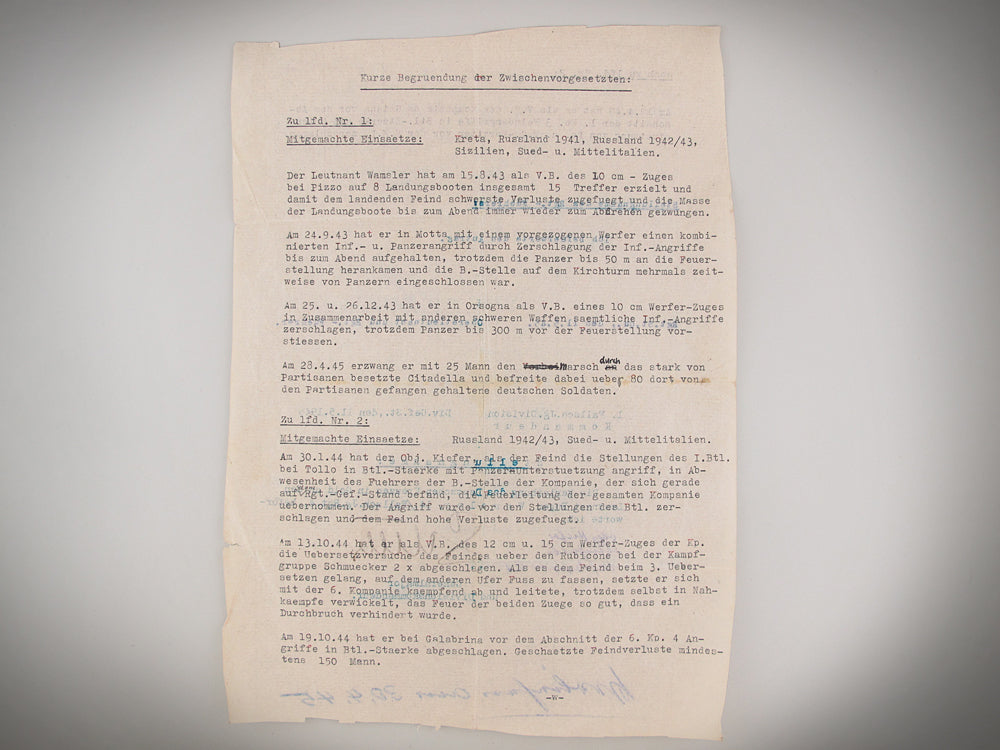 Kurze Begruendung der Zwischenvorgesetzten:
Zu lfd. Nr. 1:
Mitgemachte Einsaetze: Kreta, Russland 1941, Russland 1942/43,
Sizilien, Sued- u. Mittelitalien.
Der Leutnant Wamsler hat am 15.8.43 als V.B. des 10 cm - Zuges
bei Pizzo auf 8 Landungsbooten insgesamt 15 Treffer erzielt und
damit dem landenden Feind schwerste Verluste zugefuegt und die Masse
der Landungsboote bis zum Abend immer wieder zum Abdrehen gezwungen.
Am 24.9.43 hat er in Motta mit einem vorgezogenen Werfer einen kombi-
nierten Inf.- u. Panzerangriff durch Zerschlagung der Inf.-Angriffe
bis zum Abend aufgehalten, trotzdem die Panzer bis 50 m an die Feuer-
stellung herankamen und die B.-Stelle auf dem Kirchturm mehrmals zeit-
weise von Panzern eingeschlossen war.
Am 25. u. 26.12.43 hat er in Orsogna als V.B. eines 10 cm Werfer-Zuges
in Zusammenarbeit mit anderen schweren Waffen saemtliche Inf.-Angriffe
zerschlagen, trotzdem Panzer bis 300 m vor der Feuerstellung vor-
stiessen.
Am 28.4.45 erzwang er mit 25 Mann den Marsch durch das stark von
Partisanen besetzte Citadella und befreite dabei ueber 80 dort von
den Partisanen gefangen gehaltene deutschen Soldaten.
Zu lfd. Nr. 2:
Mitgemachte Einsaetze: Russland 1942/43, Sued- u. Mittelitalien.
Am 30.1.44 hat der Obj. Kiefer, als der Feind die Stellungen des I.Btl.
bei Tollo in Btl.-Staerke mit Panzerunterstuetzung angriff, in Ab-
wesenheit des Fuehrers der B.-Stelle der Kompanie, der sich gerade
auf Rgt.-Gef.-Stand befand, die Feuerleitung der gesamten Kompanie
uebernommen. Der Angriff wurde vor den Stellungen des Btl. zer-
schlagen und dem Feind hohe Verluste zugefuegt.
Am 13.10.44 hat er als V.B. des 12 cm u. 15 cm Werfer-Zuges der Kp.
die Uebersetzversuche des Feindes ueber den Rubicone bei der Kampf-
gruppe Schmuecker 2 x abgeschlagen. Als es dem Feind beim 3. Ueber-
setzen gelang, auf dem anderen Ufer Fuss zu fassen, setzte er sich
mit der 6. Kompanie kaempfend ab und leitete, trotzdem selbst in Nah-
kaempfe verwickelt, das Feuer der beiden Zuege so gut, dass ein
Durchbruch verhindert wurde.
Am 19.10.44 hat er bei Galabrina vor dem Abschnitt der 6. Kp. 4 An-
griffe in Btl.-Staerke abgeschlagen. Geschaetzte Feindverluste mindes-
tens 150 Mann.
-w-